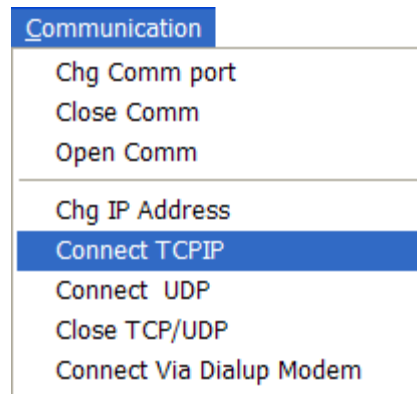 Communication
Chg Comm port
Close Comm
Open Comm
Chg IP Address
Connect TCPIP
Connect  UDP
Close TCP/UDP
Connect Via Dialup Modem